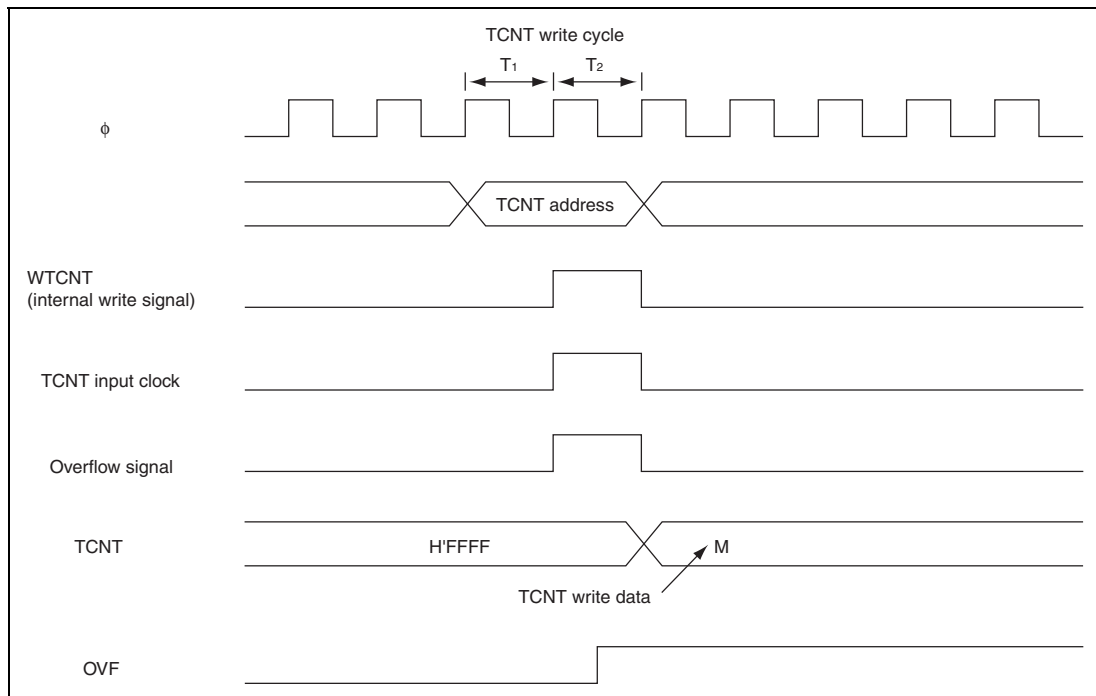 TCNT write cycle
T1 T2
ϕ
TCNT address
WTCNT
(internal write signal)
TCNT input clock
Overflow signal
TCNT
H'FFFF
M
TCNT write data
OVF